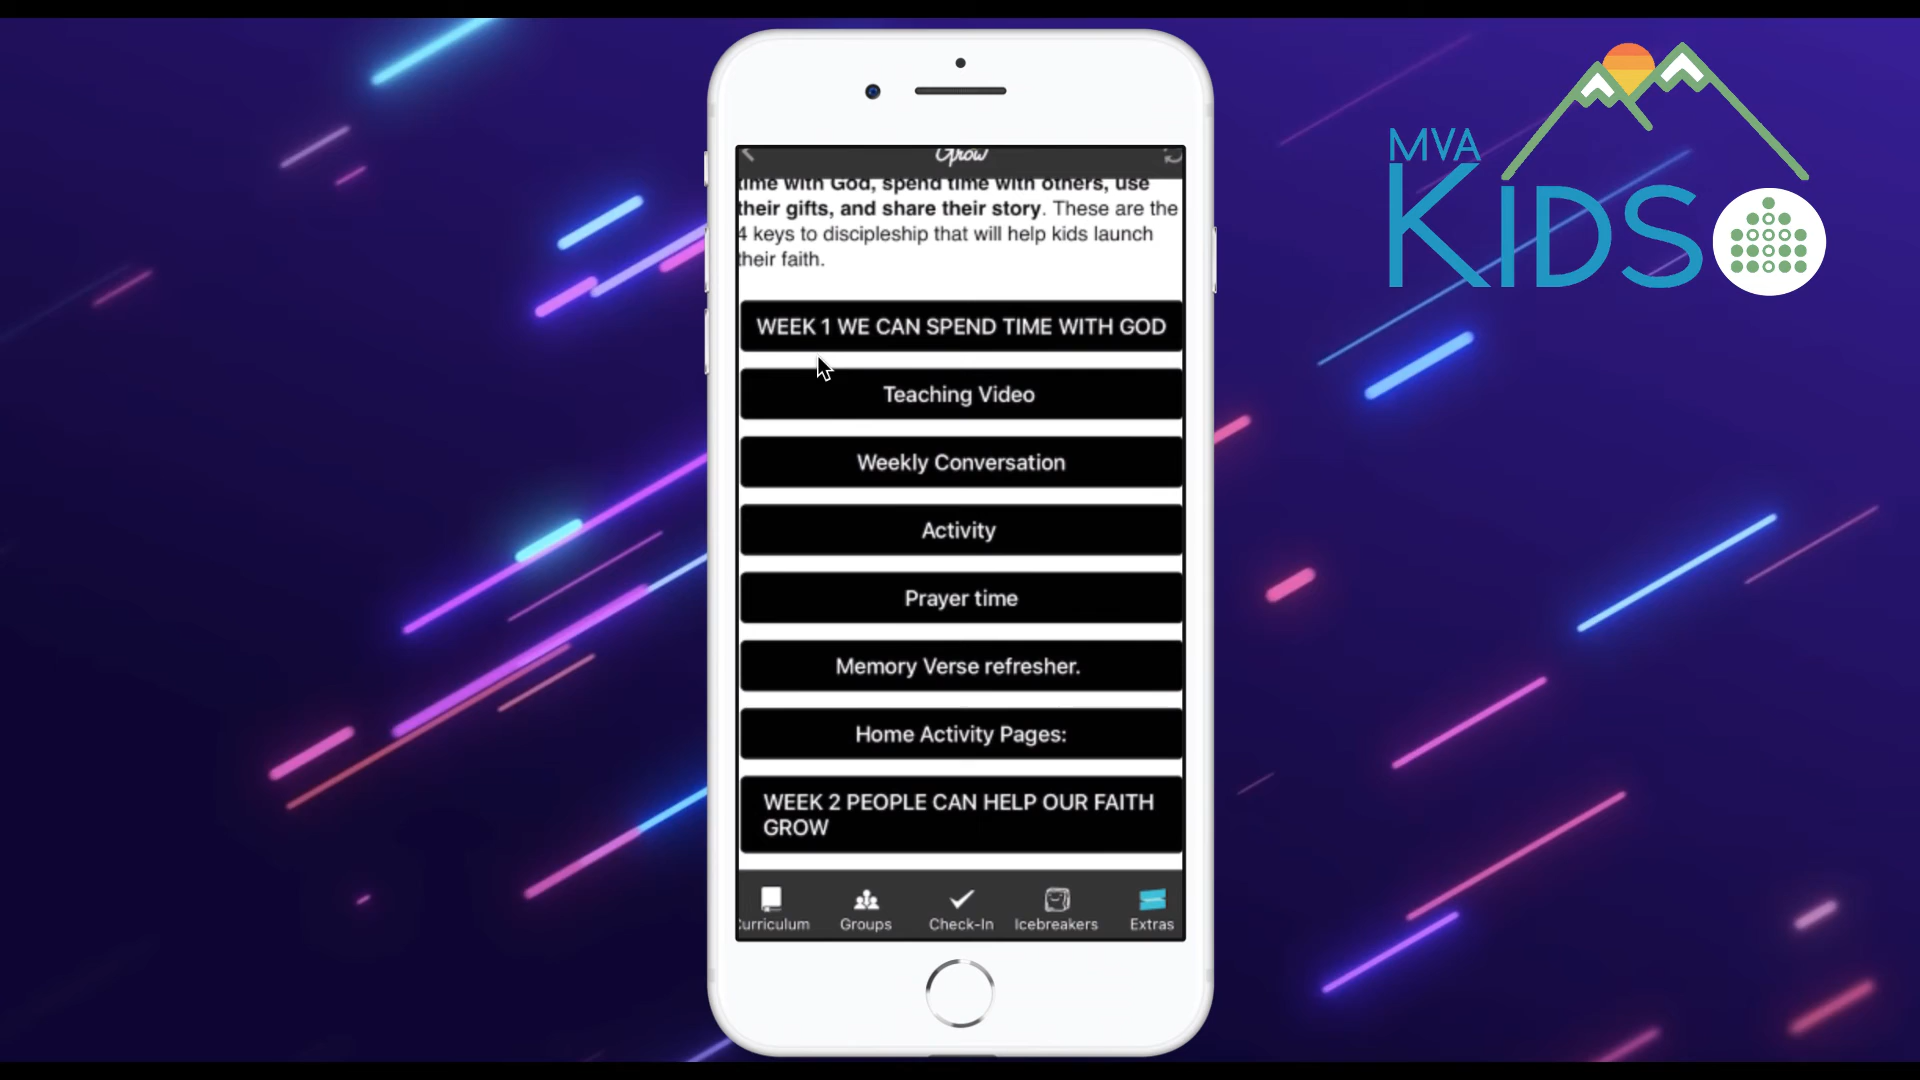 MVA
KIDS
Grow
time with God, spend time with others, use
their gifts, and share their story. These are the
4 keys to discipleship that will help kids launch
their faith.
WEEK 1 WE CAN SPEND TIME WITH GOD
Teaching Video
Weekly Conversation
Activity
Prayer time
Memory Verse refresher.
Home Activity Pages:
WEEK 2 PEOPLE CAN HELP OUR FAITH
GROW
urriculum Groups Check-In Icebreakers Extras